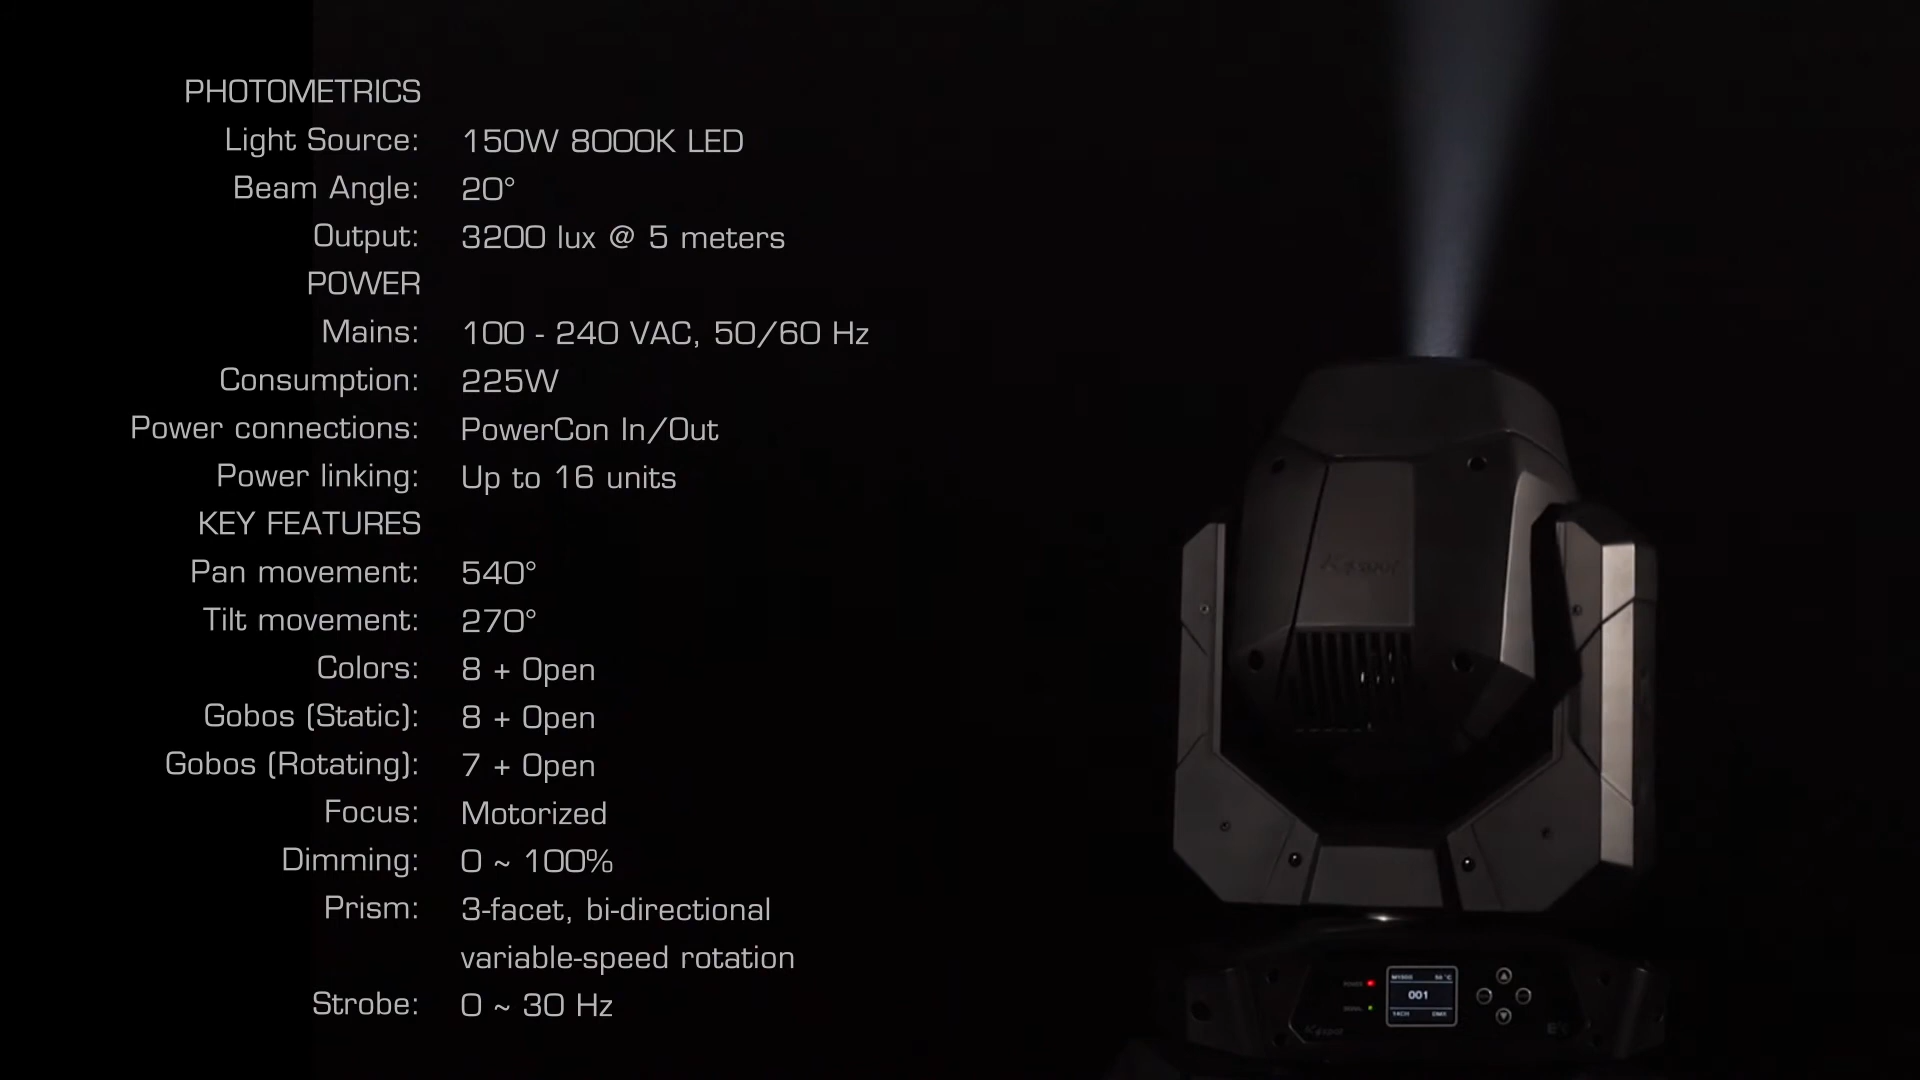 PHOTOMETRICS
Light Source: 150W 8000K LED
Beam Angle: 20°
Output: 3200 lux @ 5 meters
POWER
Mains: 100 - 240 VAC, 50/60 Hz
Consumption: 225W
Power connections: PowerCon In/Out
Power linking: Up to 16 units
KEY FEATURES
Pan movement: 540°
Tilt movement: 270°
Colors: 8 + Open
Gobos (Static): 8 + Open
Gobos (Rotating): 7 + Open
Focus: Motorized
Dimming: 0 ~ 100%
Prism: 3-facet, bi-directional
variable-speed rotation
Strobe: 0 ~ 30 Hz
POWER
001
14CH DMX